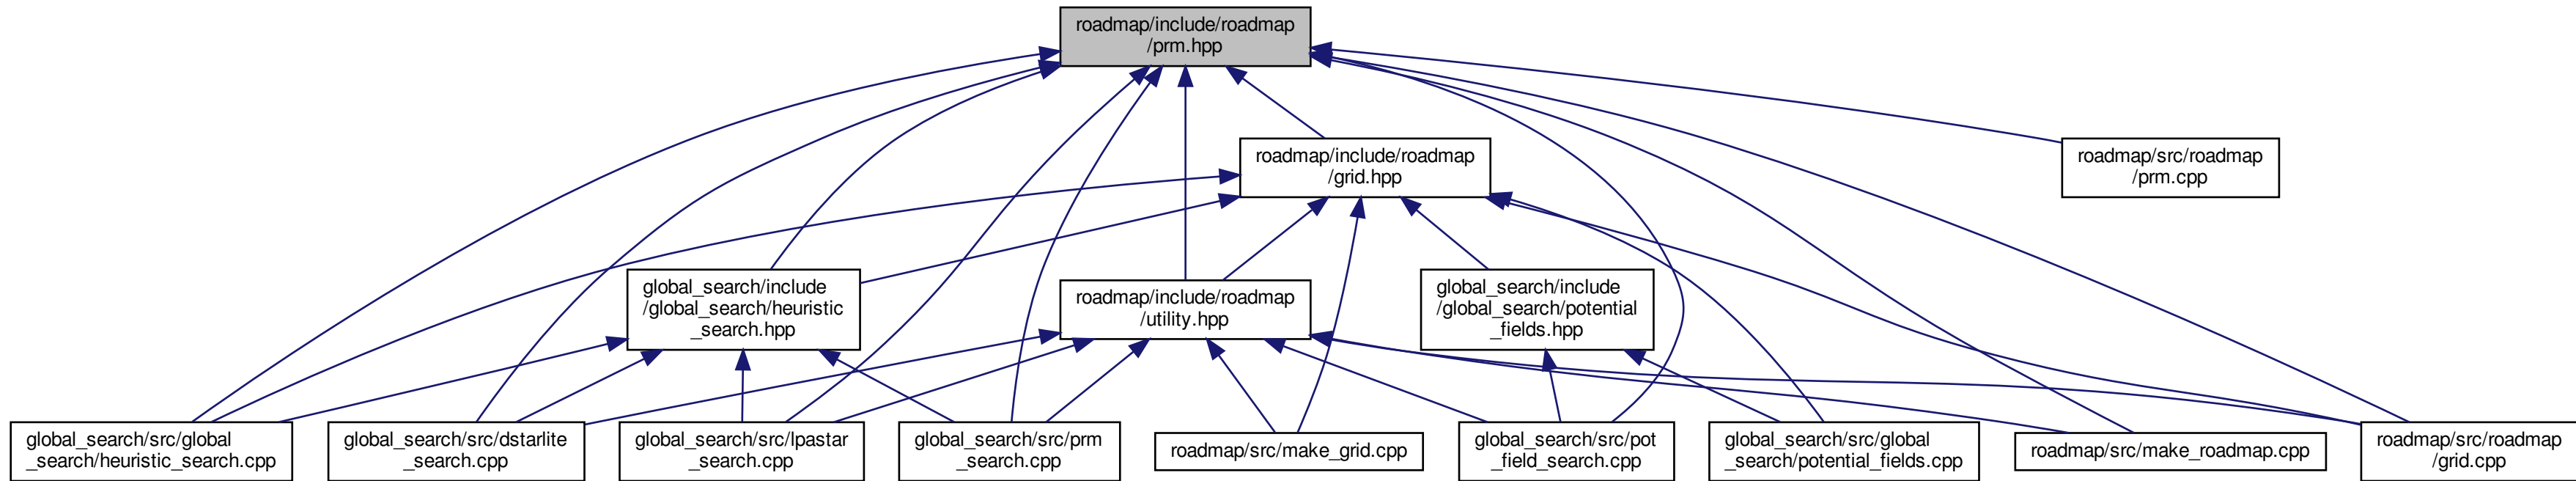 roadmap/include/roadmap
/prm.hpp
roadmap/include/roadmap
/grid.hpp
roadmap/src/roadmap
/prm.cpp
global_search/include
/global_search/heuristic
_search.hpp
roadmap/include/roadmap
/utility.hpp
global_search/include
/global_search/potential
_fields.hpp
global_search/src/global
_search/heuristic_search.cpp
global_search/src/dstarlite
_search.cpp
global_search/src/lpastar
_search.cpp
global_search/src/prm
_search.cpp
roadmap/src/make_grid.cpp
global_search/src/pot
_field_search.cpp
global_search/src/global
_search/potential_fields.cpp
roadmap/src/make_roadmap.cpp
roadmap/src/roadmap
/grid.cpp